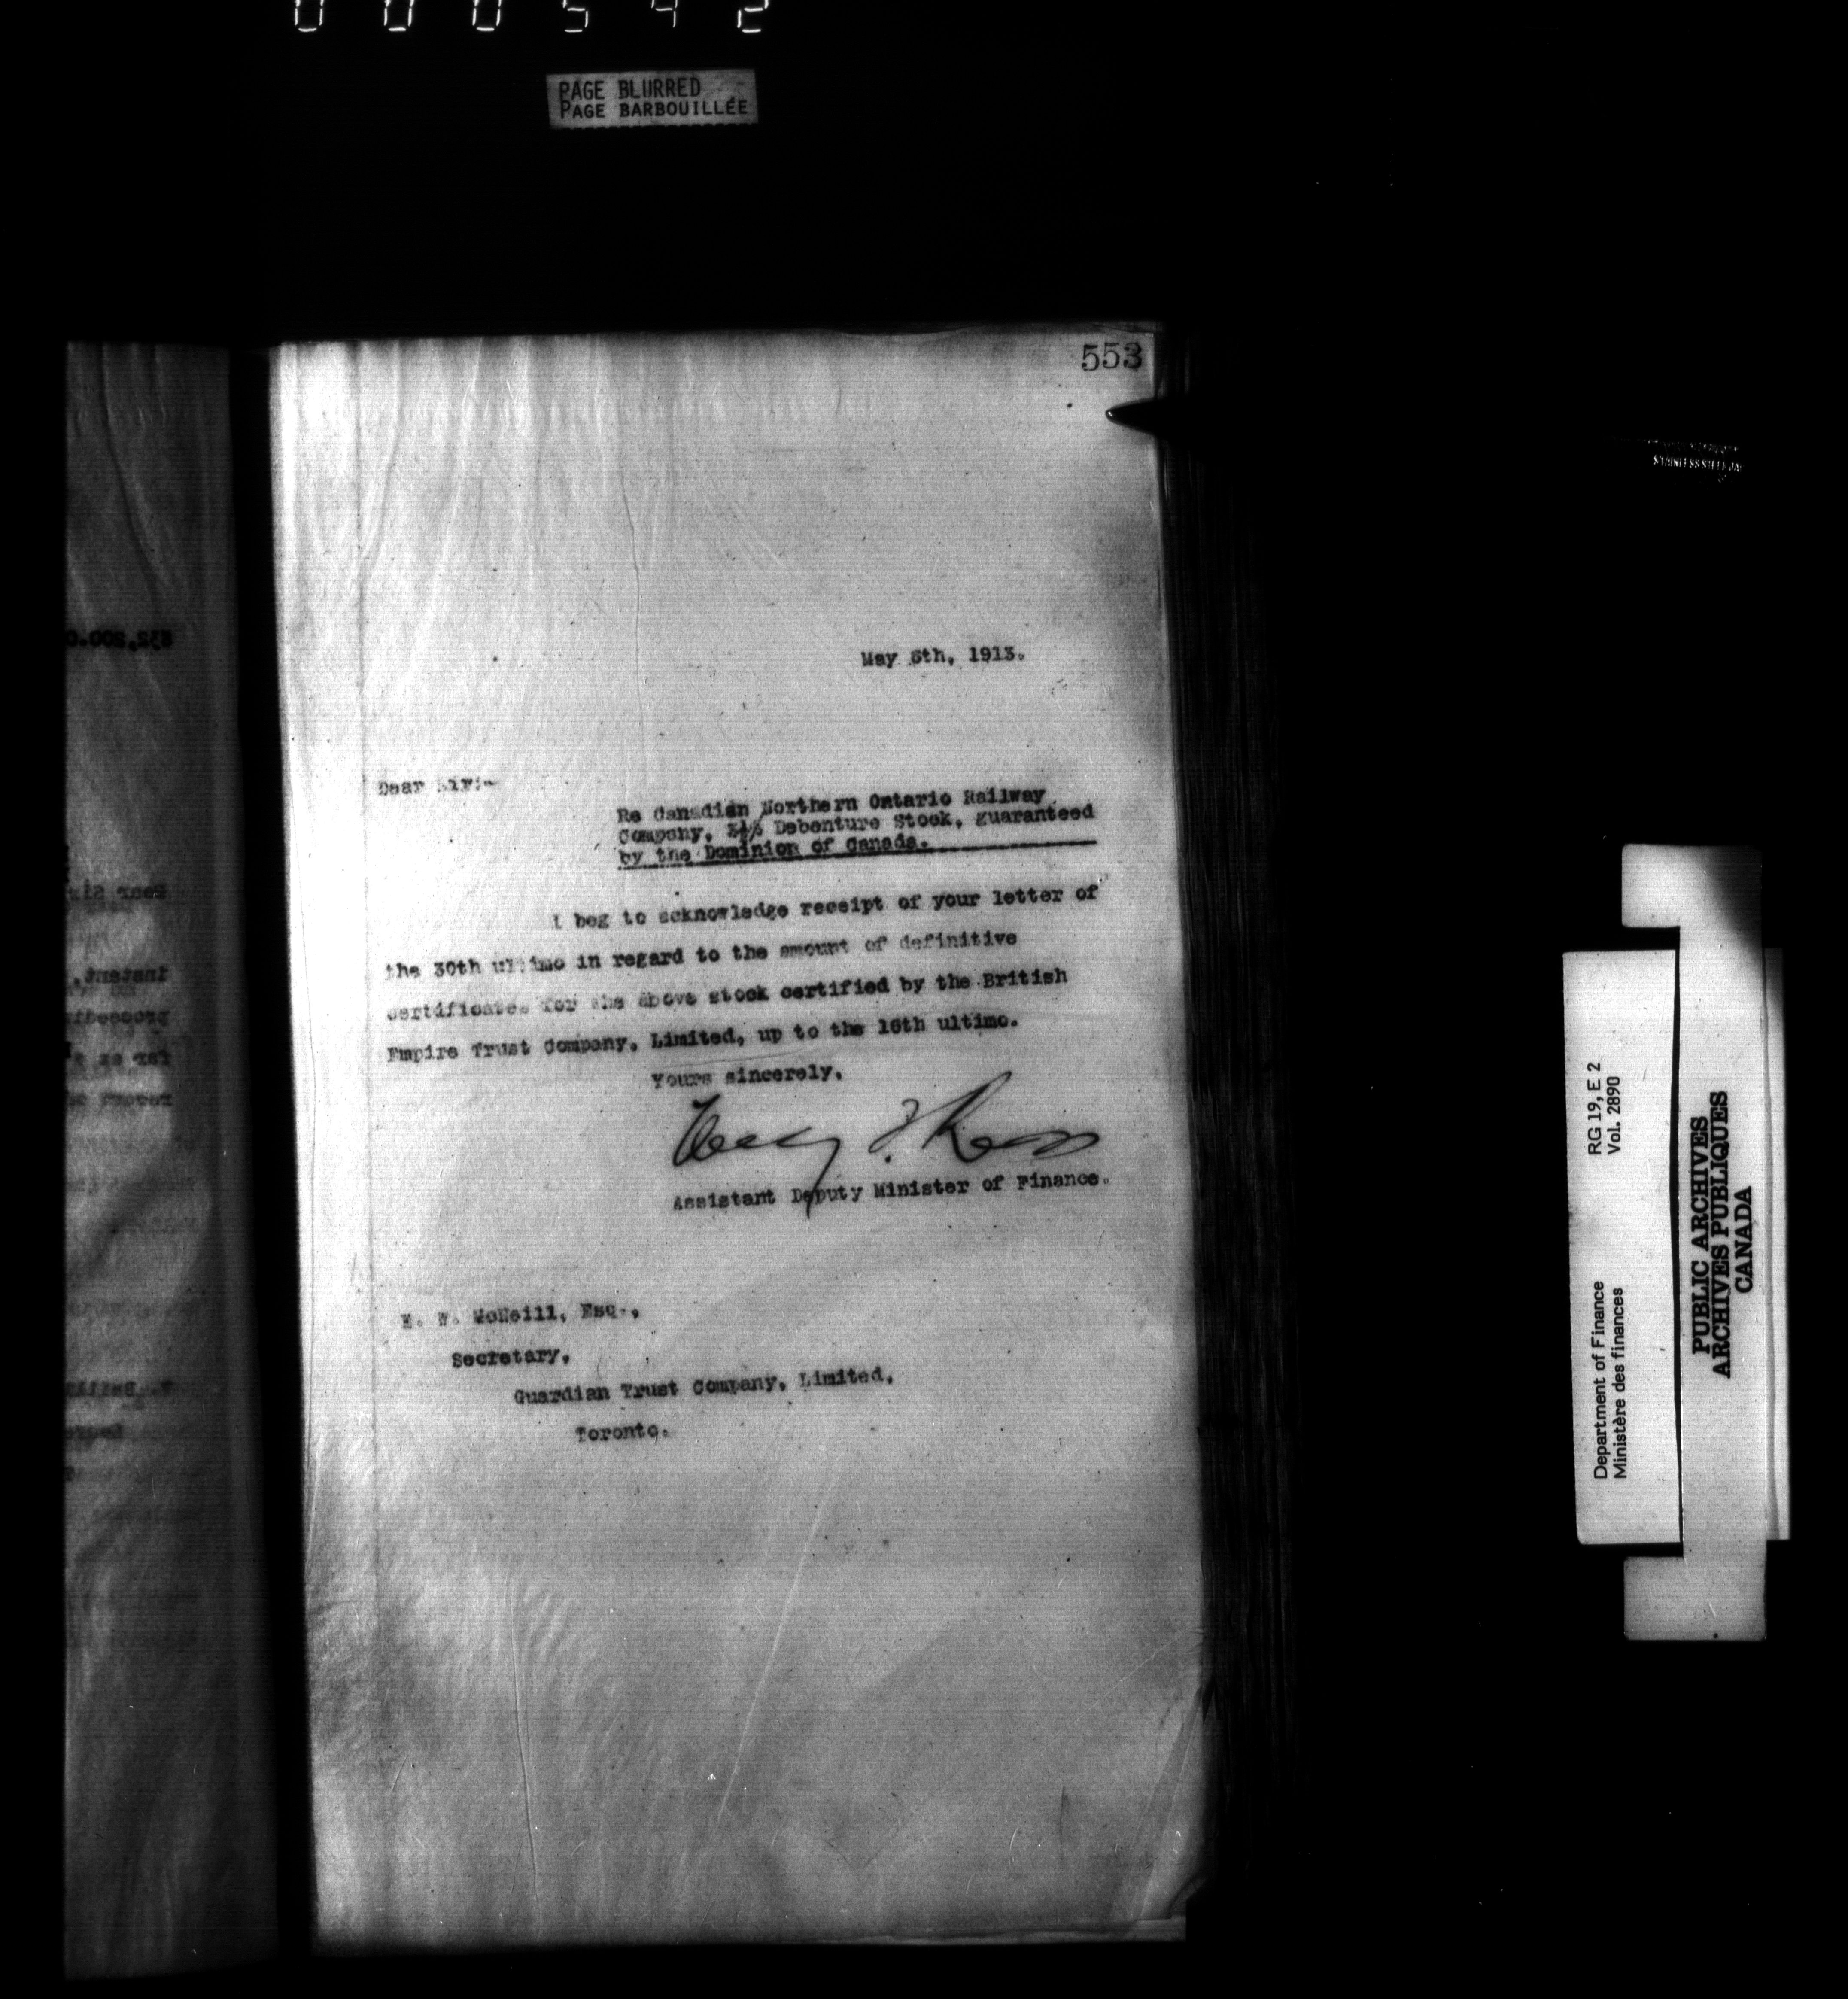 PAGE BLURRED
PAGE BARBOUILLÉE
553
May 6th, 1913.
Dear Sir:-
Re Canadian Northern Ontario Railway
Company, 3½% Debenture Stock, guaranteed
by the Dominion of Canada.
I beg to acknowledge receipt of your letter of
the 30th ultimo in regard to the amount of definitive
certificates for the above stock certified by the British
Empire Trust Company, Limited, up to the 16th ultimo.
Yours sincerely,
Assistant Deputy Minister of Finance.
W. McNeill, Esq.,
Secretary,
Guardian Trust Company, Limited,
Toronto.
Department of Finance RG 19, E 2
Ministère des finances Vol. 2890
PUBLIC ARCHIVES
ARCHIVES PUBLIQUES
CANADA